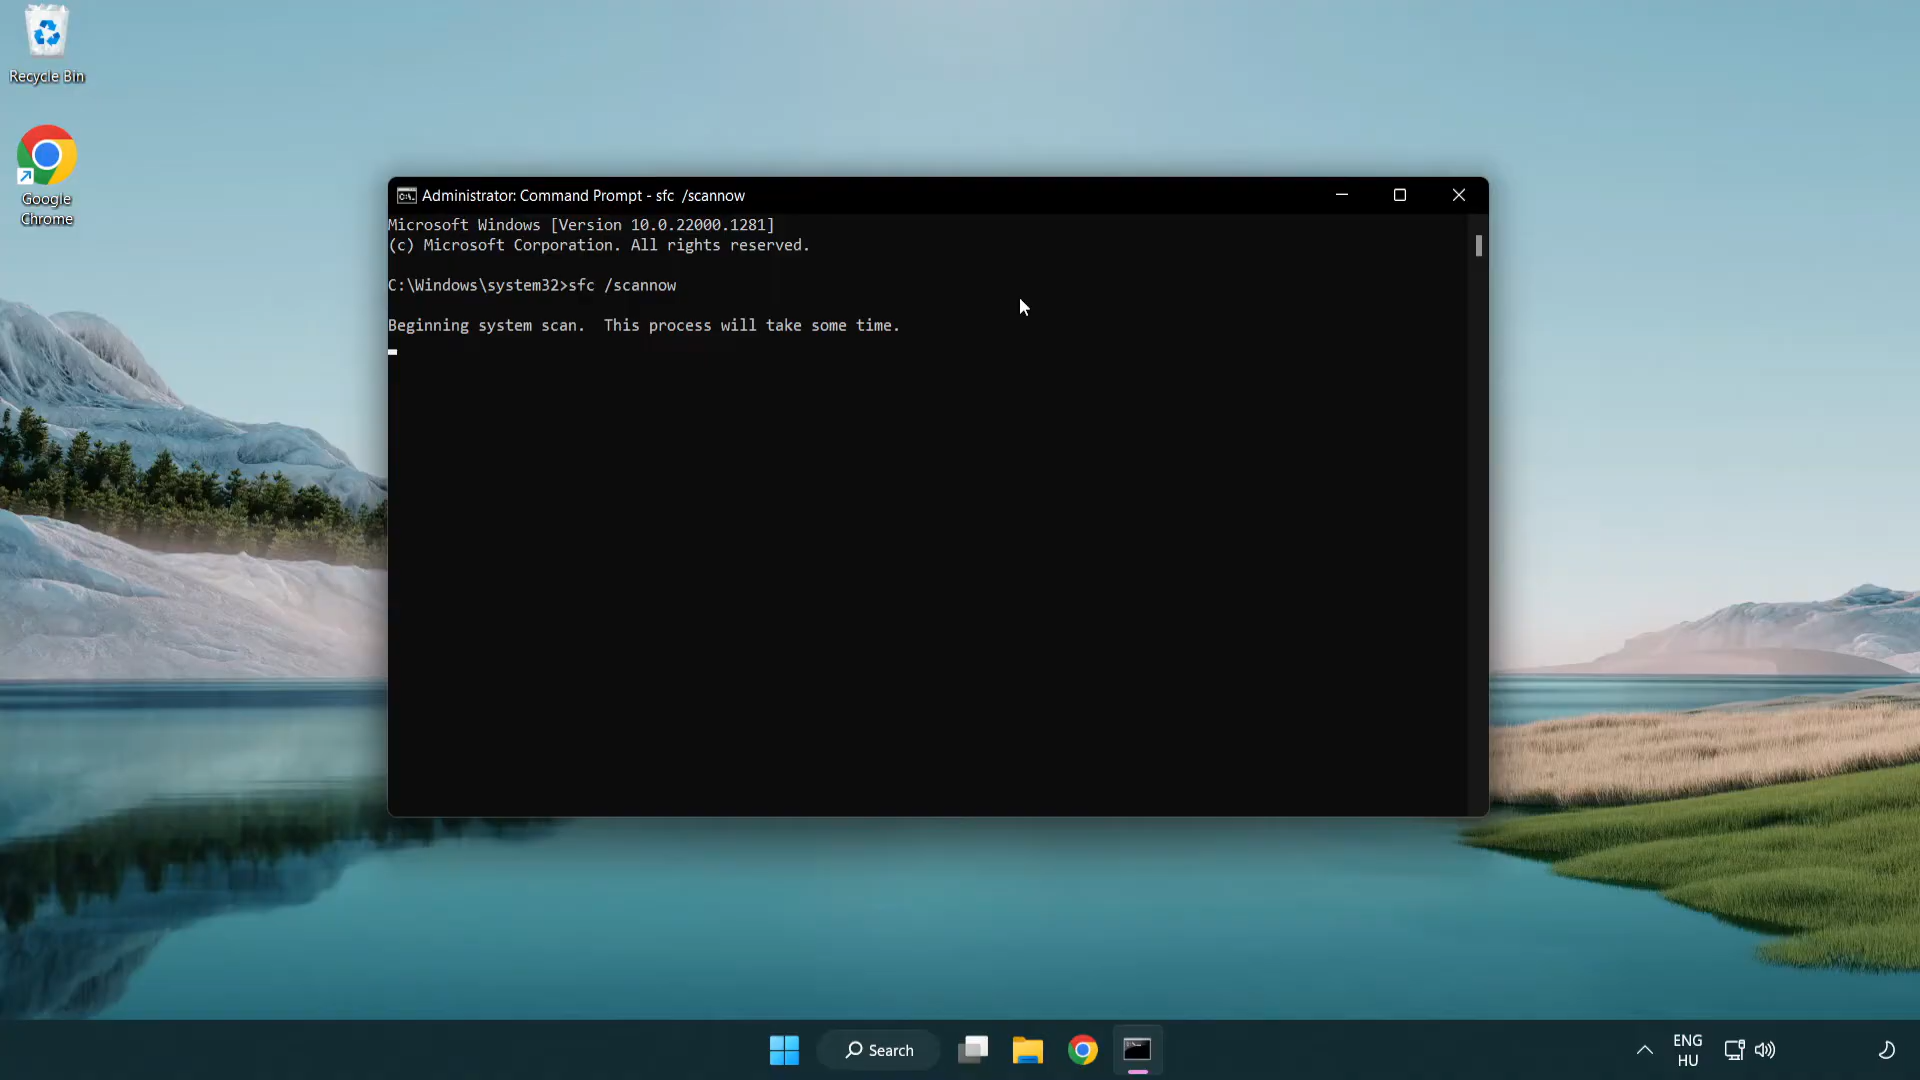 Recycle Bin
Google
Chrome
Administrator: Command Prompt - sfc  /scannow
Microsoft Windows [Version 10.0.22000.1281]
(c) Microsoft Corporation. All rights reserved.
C:\Windows\system32>sfc /scannow
Beginning system scan.  This process will take some time.
Search
ENG
HU